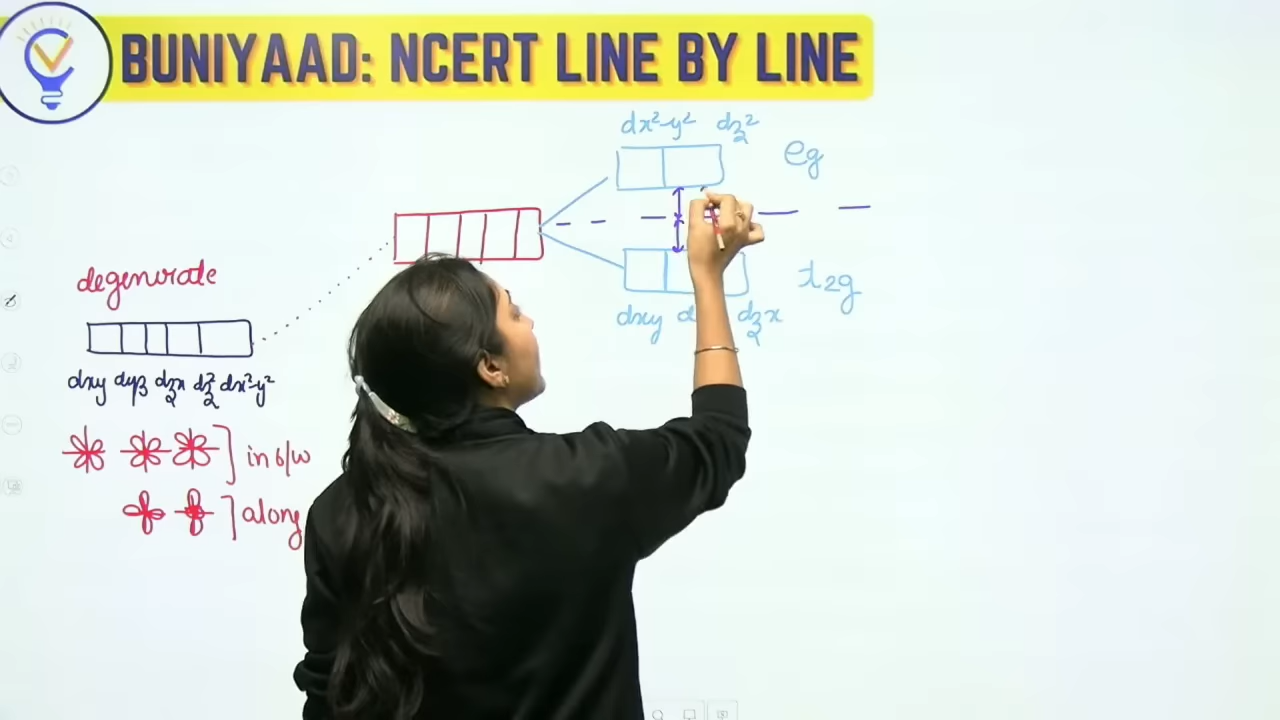 BUNIYAAD: NCERT LINE BY LINE
dx²-y² dz²
eg
t2g
dxy dzx
degenerate
dxy dyz dzx dz² dx²-y²
in b/w
along